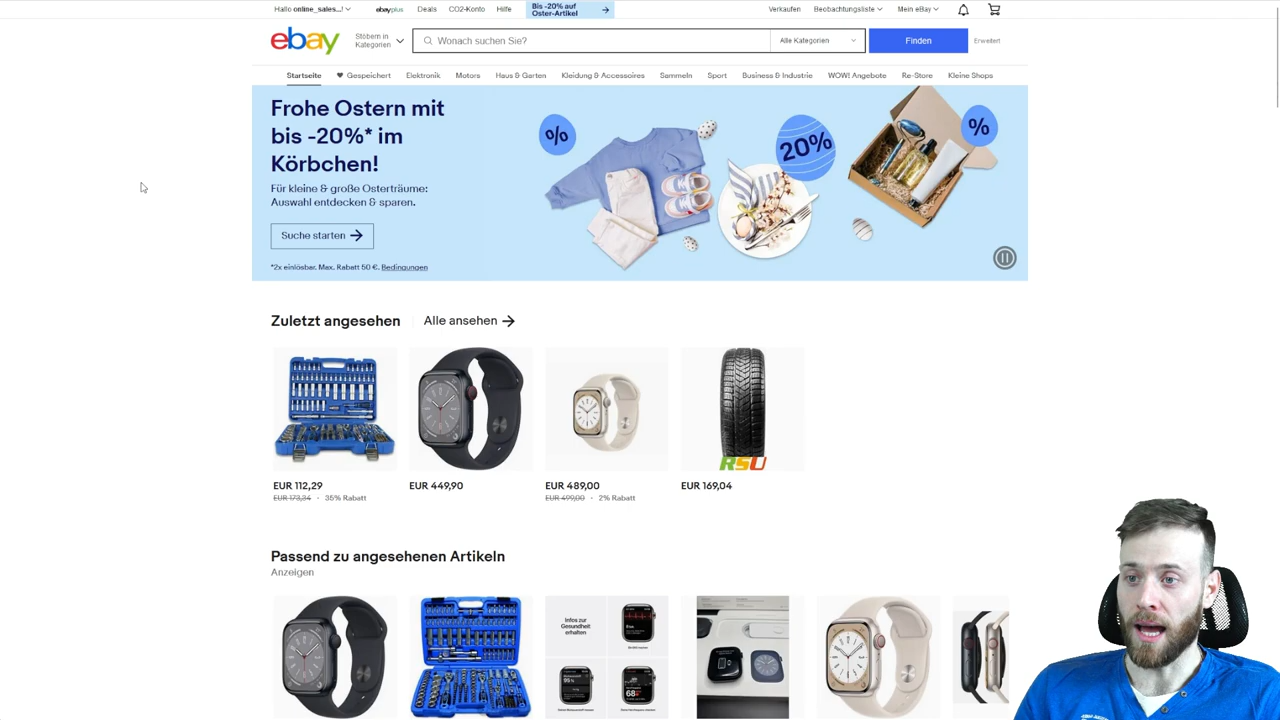 Hallo online_sales...!
ebayplus
Deals
CO2-Konto
Hilfe
Bis -20% auf
Oster-Artikel
Verkaufen
Beobachtungsliste
Mein eBay
ebay
Stöbern in
Kategorien
Wonach suchen Sie?
Alle Kategorien
Finden
Erweitert
Startseite
Gespeichert
Elektronik
Motors
Haus & Garten
Kleidung & Accessoires
Sammeln
Sport
Business & Industrie
WOW! Angebote
Re-Store
Kleine Shops
Frohe Ostern mit
bis -20%* im
Körbchen!
Für kleine & große Osterträume:
Auswahl entdecken & sparen.
Suche starten
*2x einlösbar. Max. Rabatt 50 €. Bedingungen
%
20%
%
Zuletzt angesehen
Alle ansehen
RSU
EUR 112,29
EUR 173,34 · 35% Rabatt
EUR 449,90
EUR 489,00
EUR 499,00 · 2% Rabatt
EUR 169,04
Passend zu angesehenen Artikeln
Anzeigen
Infos zur
Gesundheit
erhalten